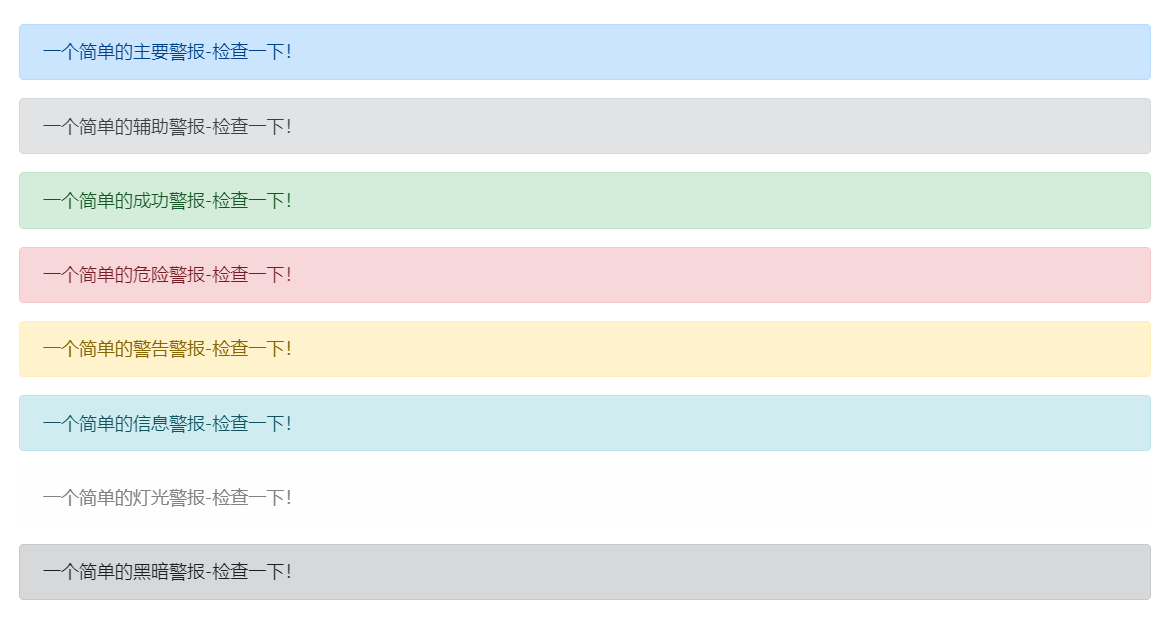 一个简单的主要警报-检查一下!
一个简单的辅助警报-检查一下!
一个简单的成功警报-检查一下!
一个简单的危险警报-检查一下!
一个简单的警告警报-检查一下!
一个简单的信息警报-检查一下!
一个简单的灯光警报-检查一下!
一个简单的黑暗警报-检查一下!